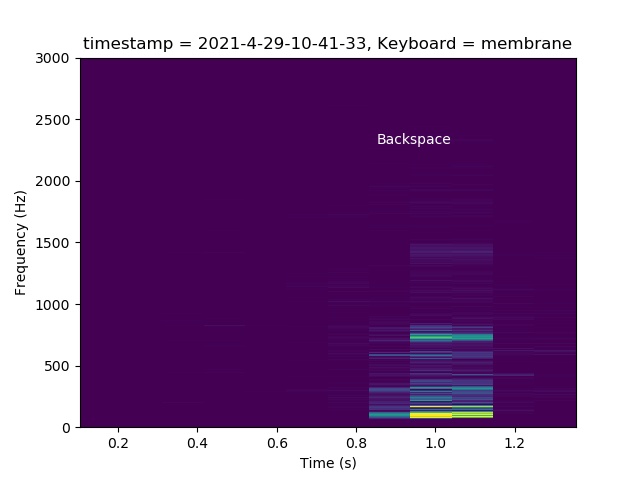 timestamp = 2021-4-29-10-41-33, Keyboard = membrane
3000
2500
2000
1500
1000
500
0
Frequency (Hz)
Backspace
0.2 0.4 0.6 0.8 1.0 1.2
Time (s)